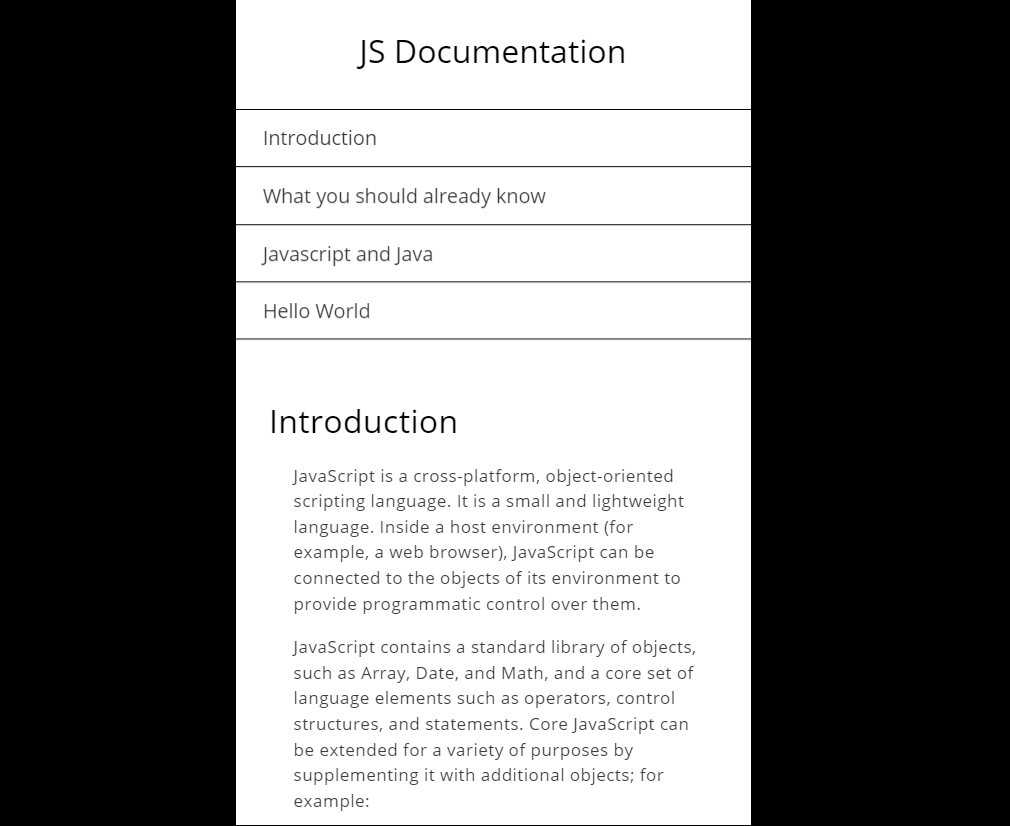 JS Documentation
Introduction
What you should already know
Javascript and Java
Hello World
Introduction
JavaScript is a cross-platform, object-oriented
scripting language. It is a small and lightweight
language. Inside a host environment (for
example, a web browser), JavaScript can be
connected to the objects of its environment to
provide programmatic control over them.
JavaScript contains a standard library of objects,
such as Array, Date, and Math, and a core set of
language elements such as operators, control
structures, and statements. Core JavaScript can
be extended for a variety of purposes by
supplementing it with additional objects; for
example: